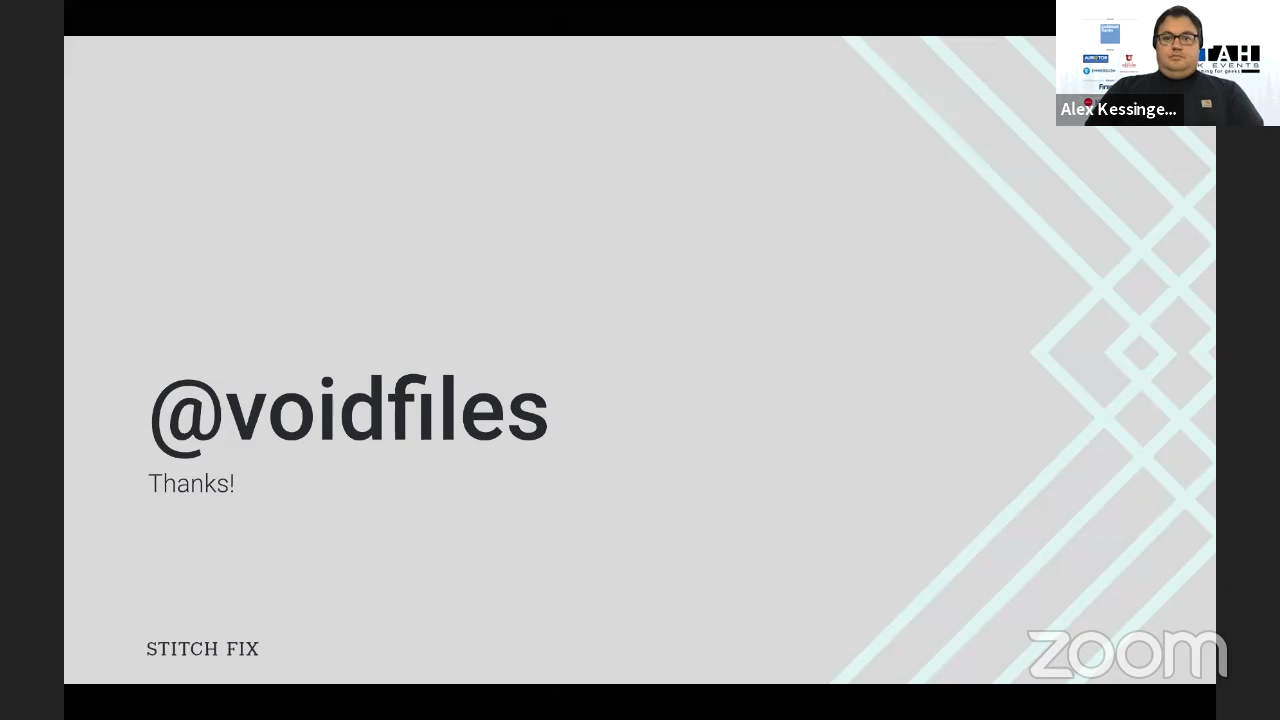 Alex Kessinge...
@voidfiles
Thanks!
STITCH FIX
zoom